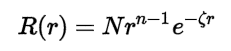 R(r) = Nr^{n−1}e^{−ζr}